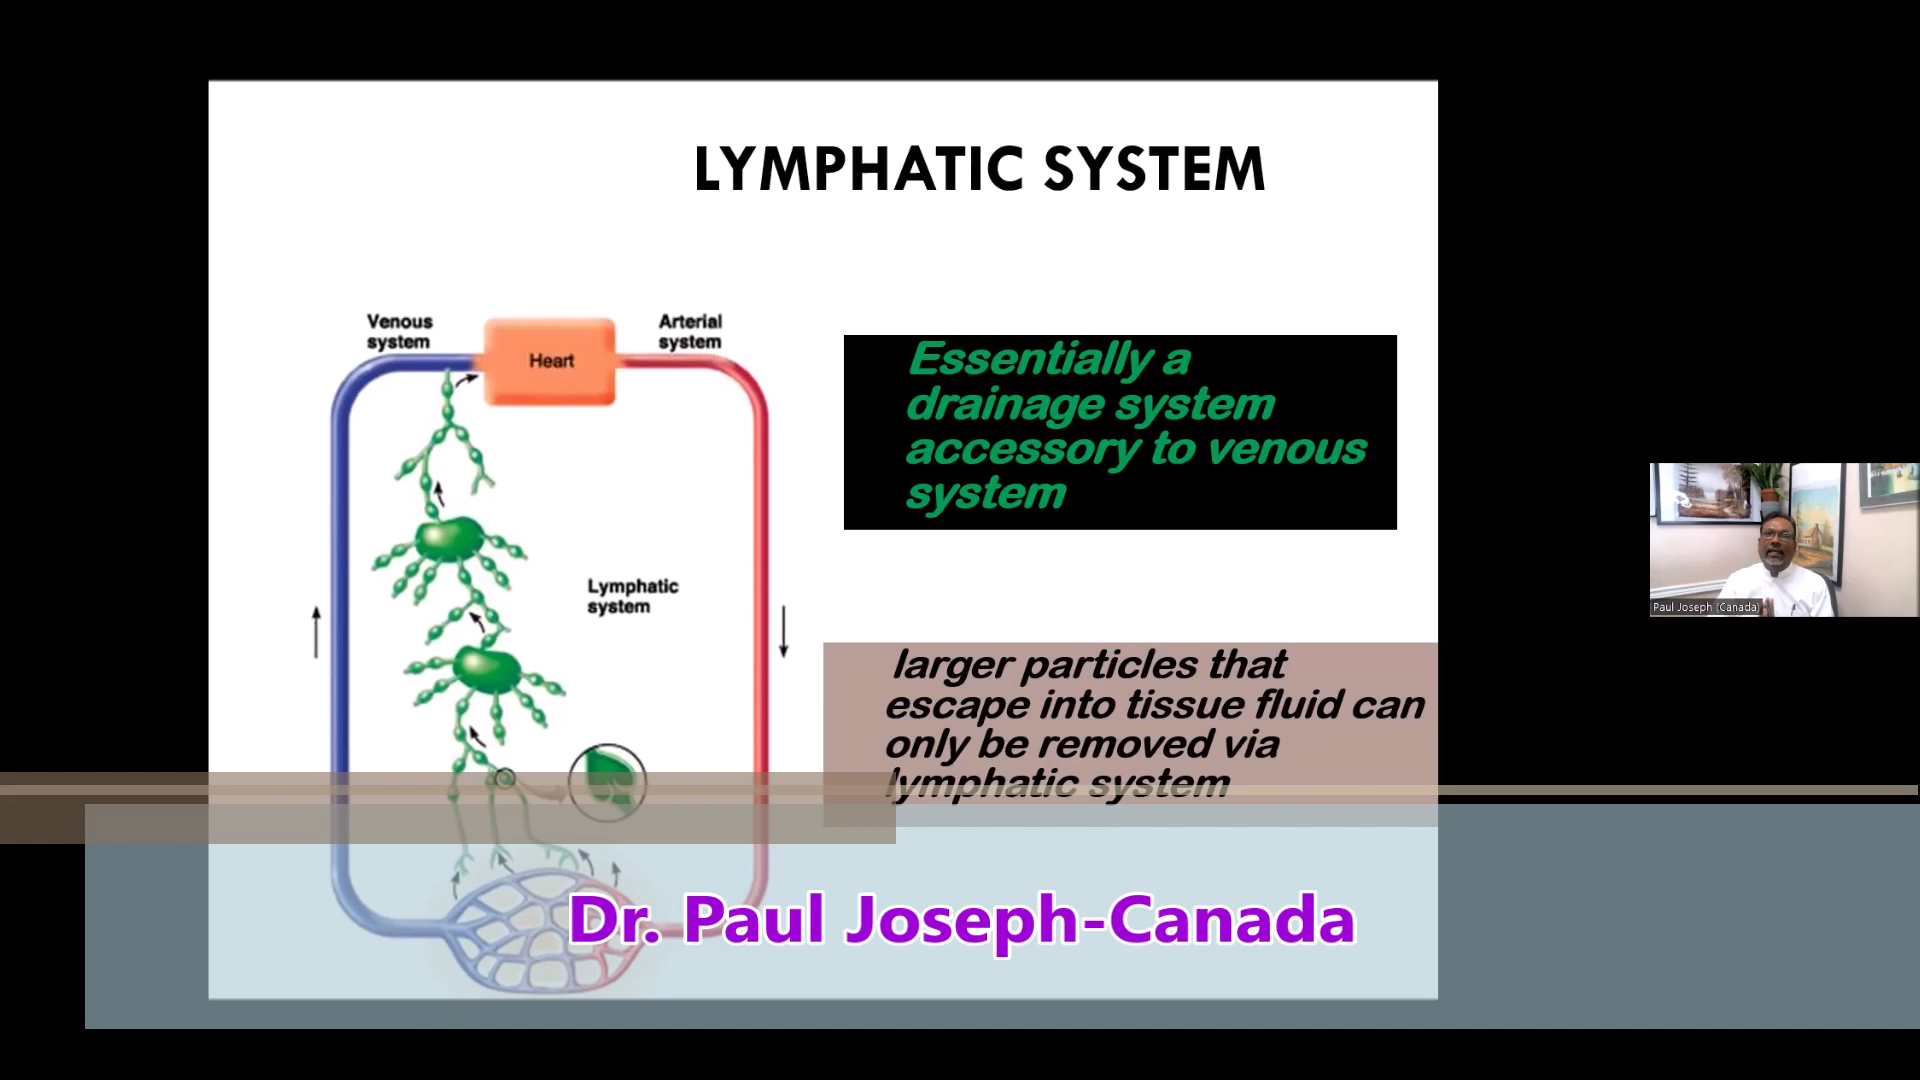 LYMPHATIC SYSTEM
Venous
system
Heart
Arterial
system
Essentially a
drainage system
accessory to venous
system
Lymphatic
system
larger particles that
escape into tissue fluid can
only be removed via
lymphatic system
Paul Joseph (Canada)
Dr. Paul Joseph-Canada